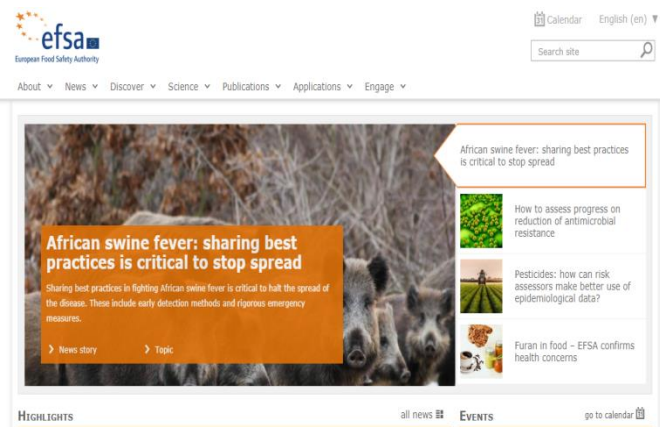 efsa
European Food Safety Authority
31 Calendar English (en) ▼
Search site
About News Discover Science Publications Applications Engage
African swine fever: sharing best
practices is critical to stop spread
Sharing best practices in fighting African swine fever is critical to halt the spread of
the disease. These include early detection methods and rigorous emergency
measures.
News story Topic
African swine fever: sharing best practices
is critical to stop spread
How to assess progress on
reduction of antimicrobial
resistance
Pesticides: how can risk
assessors make better use of
epidemiological data?
Furan in food – EFSA confirms
health concerns
HIGHLIGHTS all news
EVENTS go to calendar